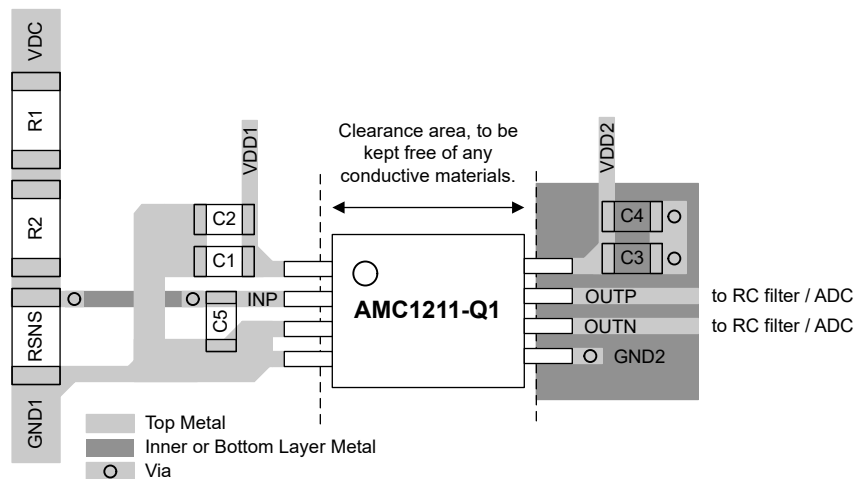 VDC
R1
R2
RSNS
GND1
VDD1
C2
C1
INP
C5
Clearance area, to be
kept free of any
conductive materials.
AMC1211-Q1
VDD2
C4
C3
OUTP
to RC filter / ADC
OUTN
to RC filter / ADC
GND2
Top Metal
Inner or Bottom Layer Metal
Via